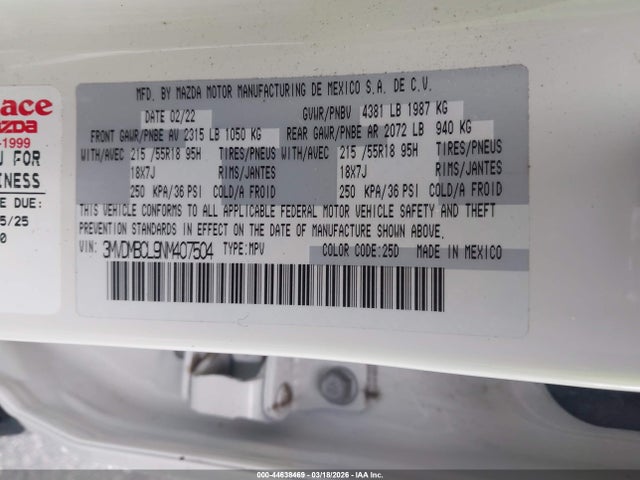 ace
AZDA
-1999
U FOR
INESS
E DUE:
5/25
0
MFD. BY MAZDA MOTOR MANUFACTURING DE MEXICO S.A. DE C.V.
DATE 02/22 GVWR/PNBV 4381 LB 1987 KG
FRONT GAWR/PNBE AV 2315 LB 1050 KG REAR GAWR/PNBE AR 2072 LB 940 KG
WITH/AVEC 215 /55R18 95H TIRES/PNEUS WITH/AVEC 215 /55R18 95H TIRES/PNEUS
18X7J RIMS/JANTES 18X7J RIMS/JANTES
250 KPA/36 PSI COLD/A FROID 250 KPA/36 PSI COLD/A FROID
THIS VEHICLE CONFORMS TO ALL APPLICABLE FEDERAL MOTOR VEHICLE SAFETY AND THEFT
PREVENTION STANDARDS IN EFFECT ON THE DATE OF MANUFACTURE SHOWN ABOVE.
VIN: 3MVDMBCL9NM407504 TYPE:MPV COLOR CODE:25D MADE IN MEXICO
000-44638469 - 03/18/2026 - Copyright IAA, Inc.